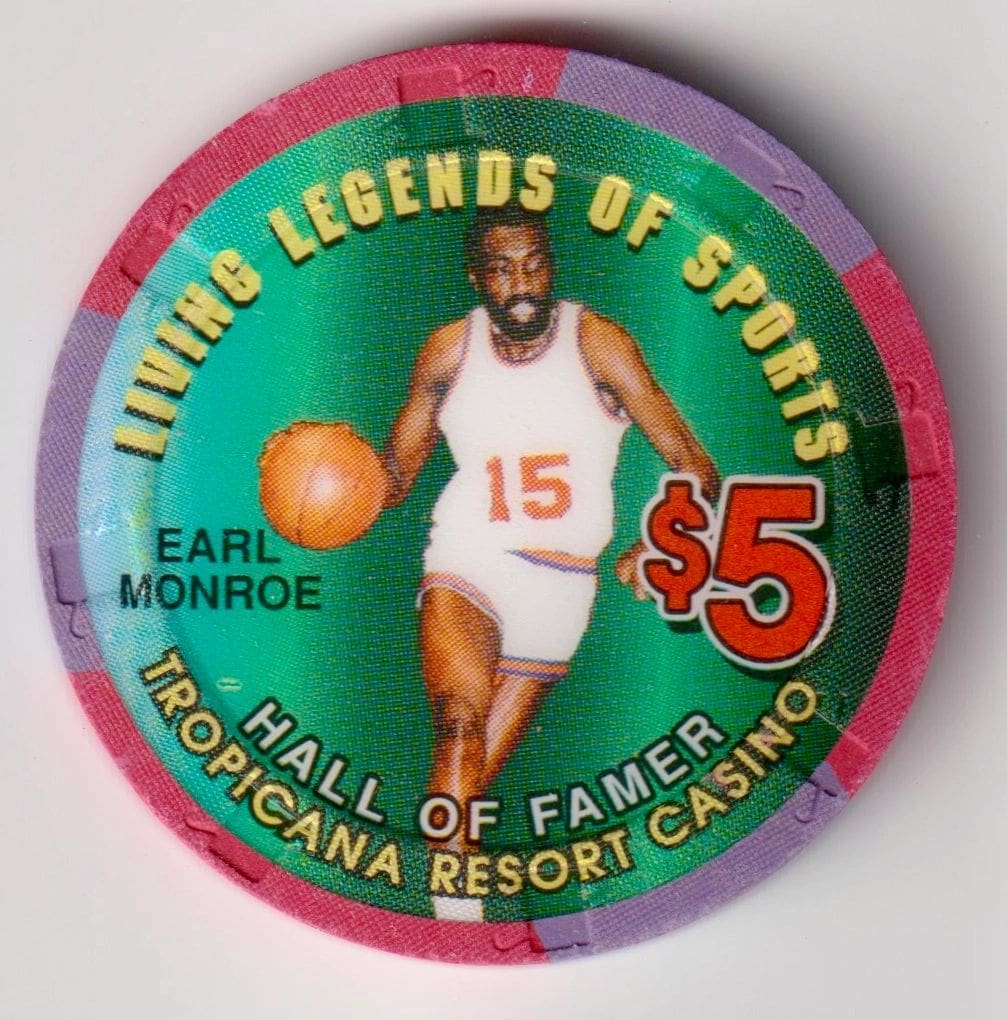 LIVING LEGENDS OF SPORTS
15
$5
EARL
MONROE
HALL OF FAMER
TROPICANA RESORT CASINO